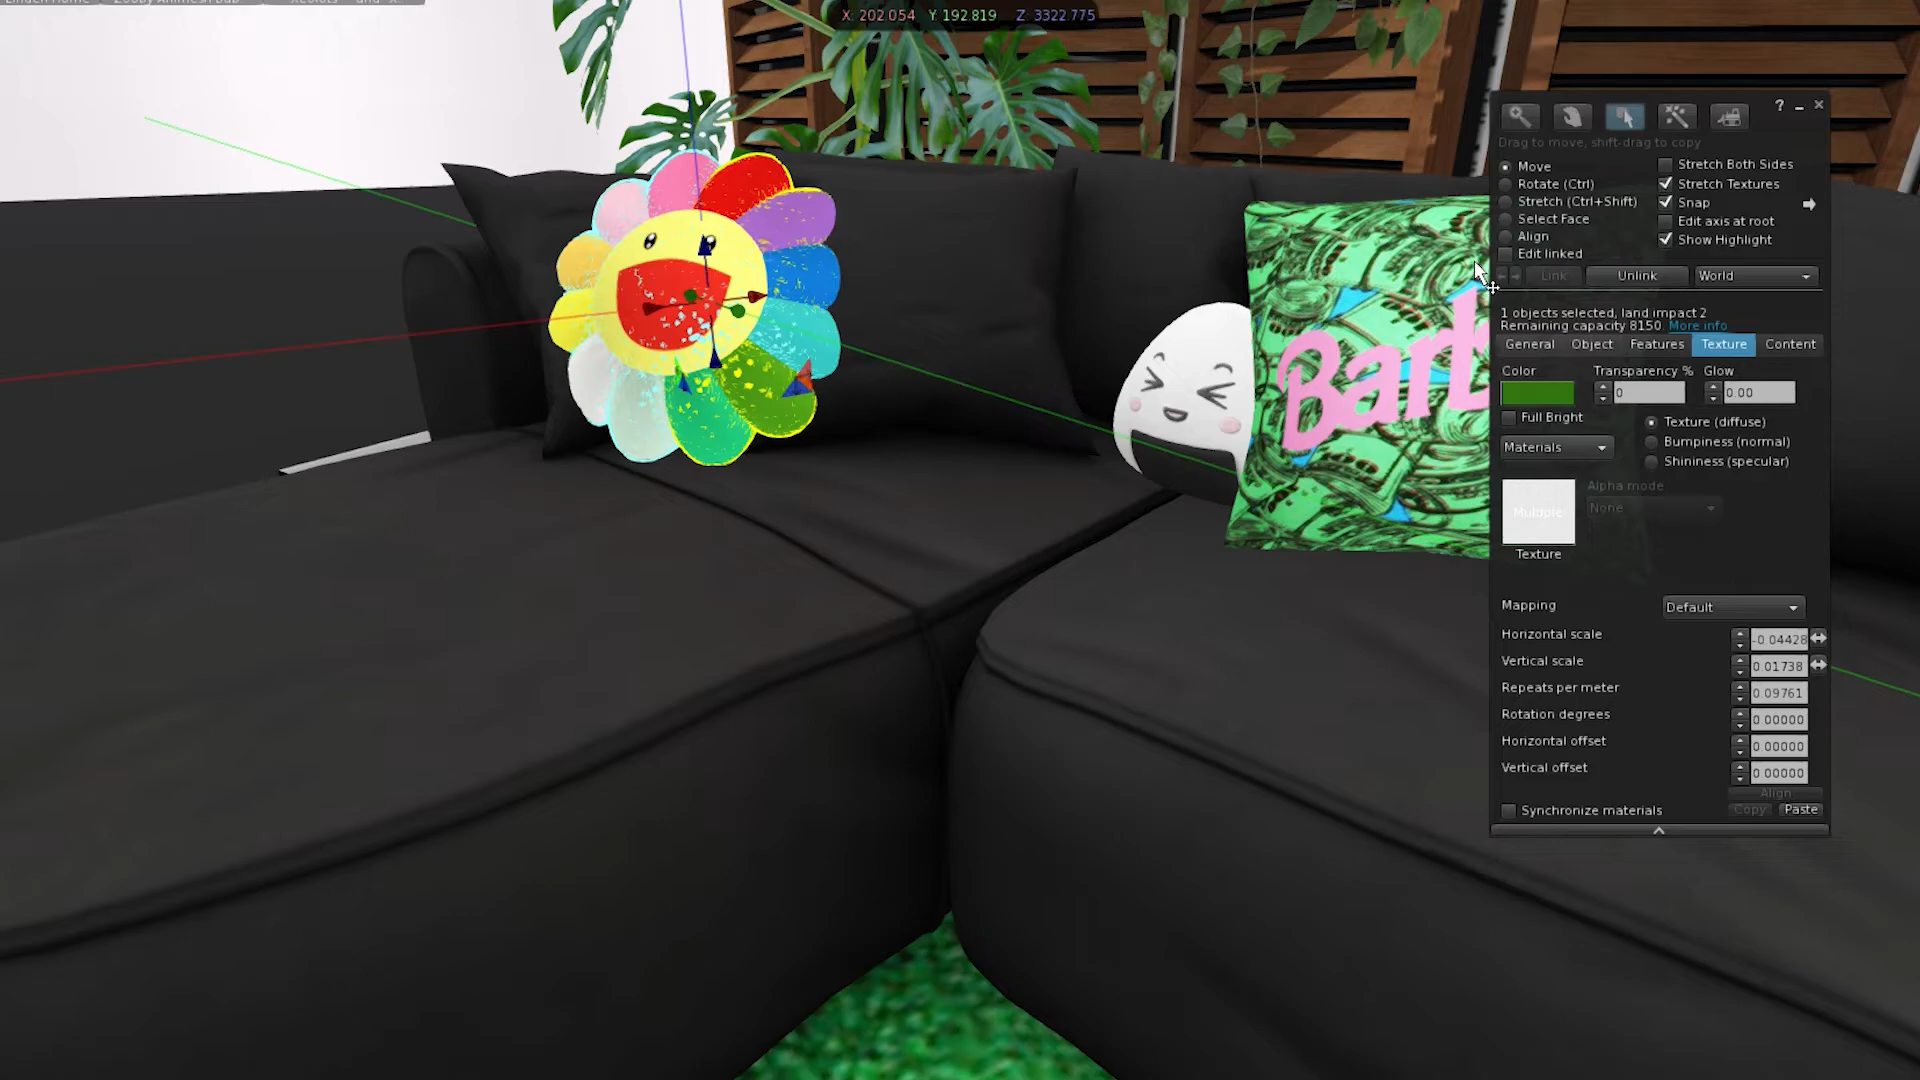 X: 202.054 Y 192.819 Z: 3322.775
Drag to move, shift-drag to copy
Move
Rotate (Ctrl)
Stretch (Ctrl+Shift)
Select Face
Align
Edit linked
Stretch Both Sides
Stretch Textures
Snap
Edit axis at root
Show Highlight
Link Unlink World
1 objects selected, land impact 2
Remaining capacity 8150. More info
General Object Features Texture Content
Color Transparency % Glow
0 0.00
Full Bright
Materials
Texture (diffuse)
Bumpiness (normal)
Shininess (specular)
Alpha mode
None
Multiple
Texture
Mapping Default
Horizontal scale -0.04428
Vertical scale 0.01738
Repeats per meter 0.09761
Rotation degrees 0.00000
Horizontal offset 0.00000
Vertical offset 0.00000
Align
Synchronize materials Copy Paste
Barb